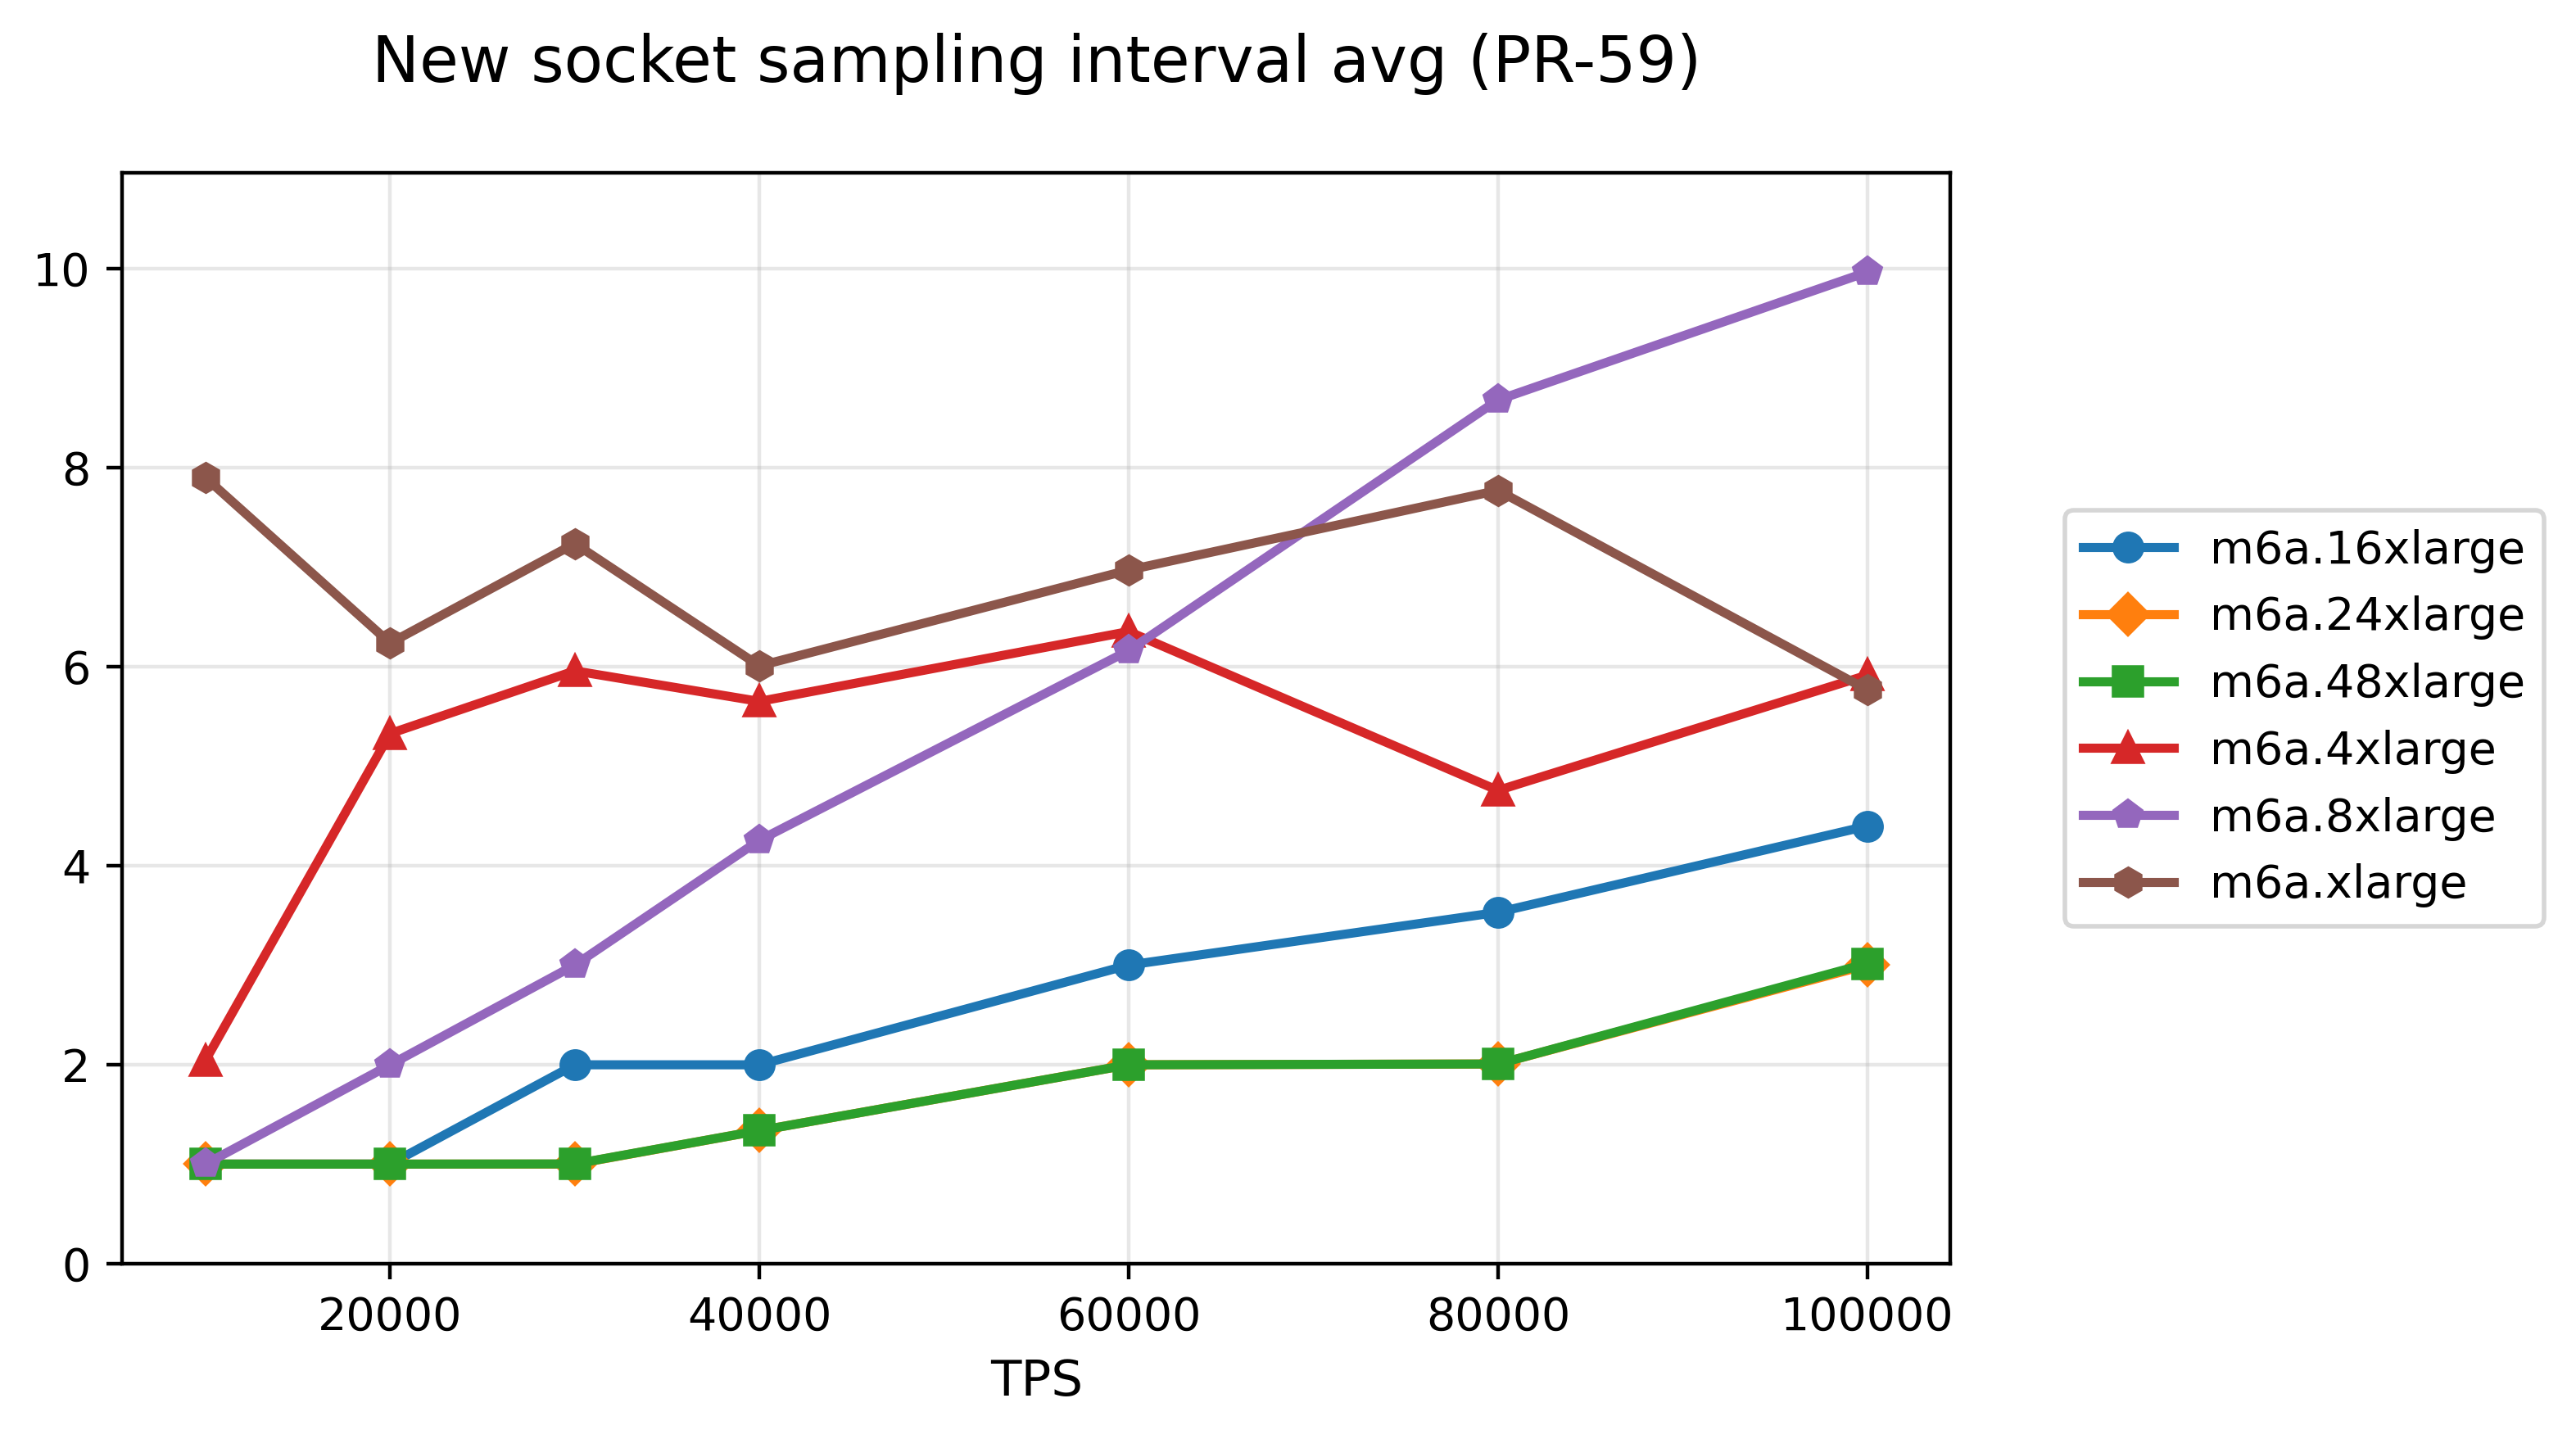 New socket sampling interval avg (PR-59)
10
8
6
4
2
0
20000 40000 60000 80000 100000
TPS
m6a.16xlarge
m6a.24xlarge
m6a.48xlarge
m6a.4xlarge
m6a.8xlarge
m6a.xlarge